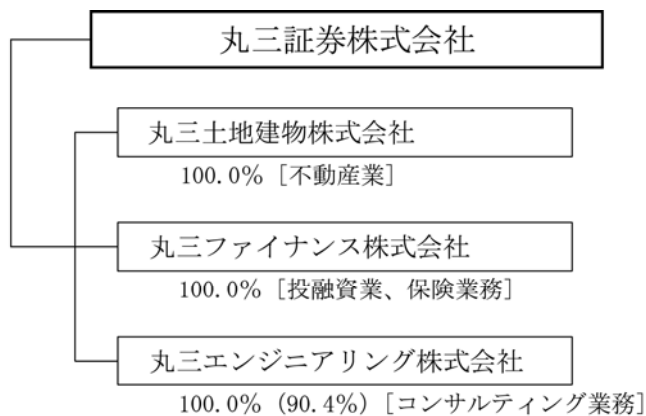 丸三証券株式会社
丸三土地建物株式会社
100.0% [不動産業]
丸三ファイナンス株式会社
100.0% [投融資業、保険業務]
丸三エンジニアリング株式会社
100.0% (90.4%) [コンサルティング業務]